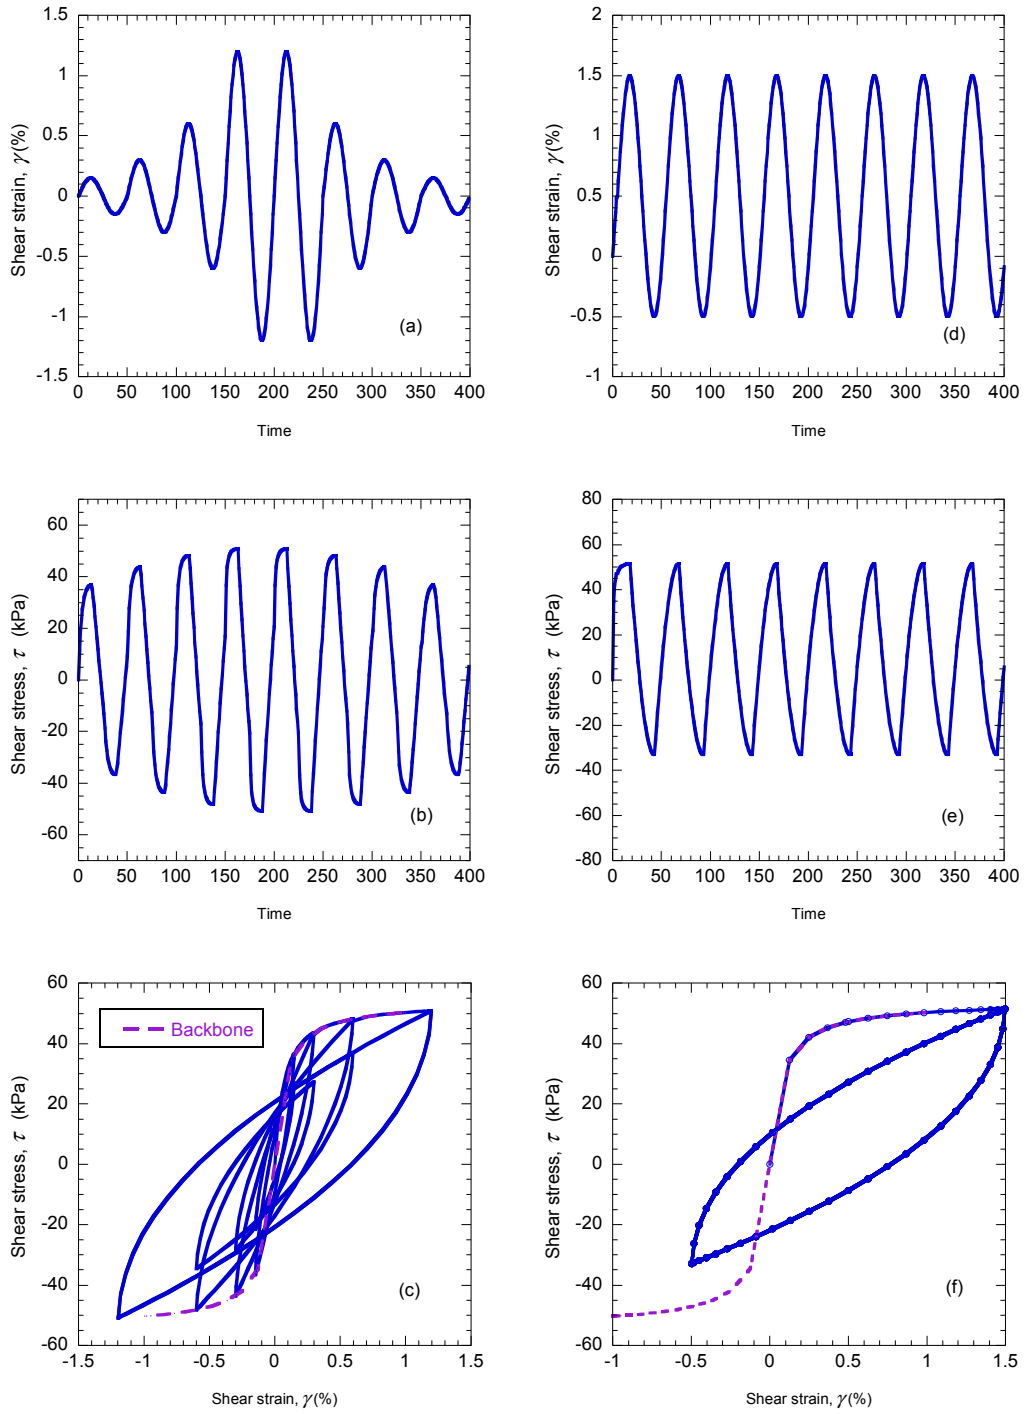 1.5
1
0.5
0
-0.5
-1
-1.5
Shear strain, γ(%)
(a)
0 50 100 150 200 250 300 350 400
Time
2
1.5
1
0.5
0
-0.5
-1
Shear strain, γ(%)
(d)
0 50 100 150 200 250 300 350 400
Time
60
40
20
0
-20
-40
-60
Shear stress, τ (kPa)
(b)
0 50 100 150 200 250 300 350 400
Time
80
60
40
20
0
-20
-40
-60
-80
Shear stress, τ (kPa)
(e)
0 50 100 150 200 250 300 350 400
Time
60
40
20
0
-20
-40
-60
Shear stress, τ (kPa)
Backbone
(c)
-1.5 -1 -0.5 0 0.5 1 1.5
Shear strain, γ(%)
60
40
20
0
-20
-40
-60
Shear stress, τ (kPa)
(f)
-1 -0.5 0 0.5 1 1.5
Shear strain, γ(%)